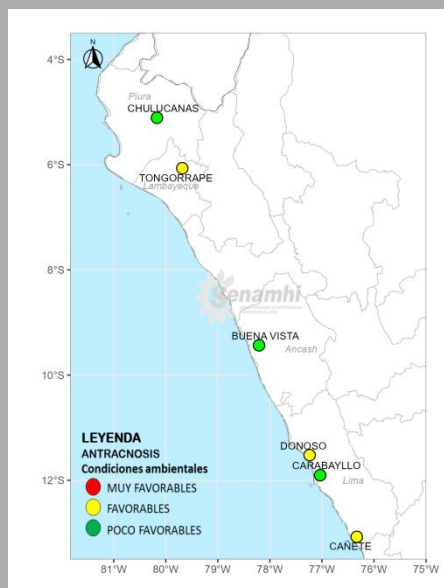 N
4°S
Piura
CHULUCANAS
6°S
TONGORRAPE
Lambayeque
8°S
Senamhi
BUENA VISTA
Ancash
10°S
LEYENDA
ANTRACNOSIS
Condiciones ambientales
MUY FAVORABLES
FAVORABLES
POCO FAVORABLES
DONOSO
CARABAYLLO
Lima
12°S
CAÑETE
81°W
80°W
79°W
78°W
77°W
76°W
75°W